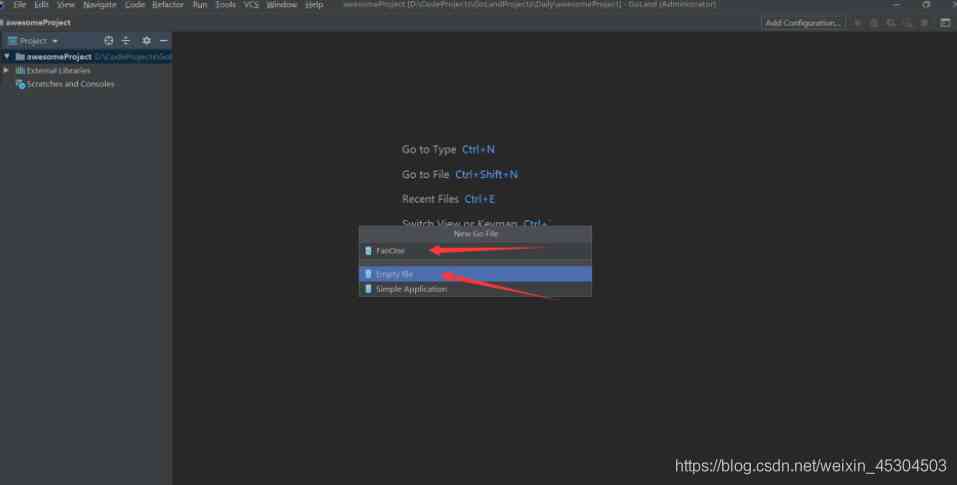 File Edit View Navigate Code Refactor Run Tools VCS Window Help awesomeProject [D:\CodeProjects\GoLandProjects\Daily\awesomeProject] - GoLand (Administrator)
awesomeProject
Add Configuration...
Project
awesomeProject D:\CodeProjects\GoL
External Libraries
Scratches and Consoles
Go to Type Ctrl+N
Go to File Ctrl+Shift+N
Recent Files Ctrl+E
Switch View or Keymap Ctrl+`
New Go File
FanOne
Empty file
Simple Application
https://blog.csdn.net/weixin_45304503